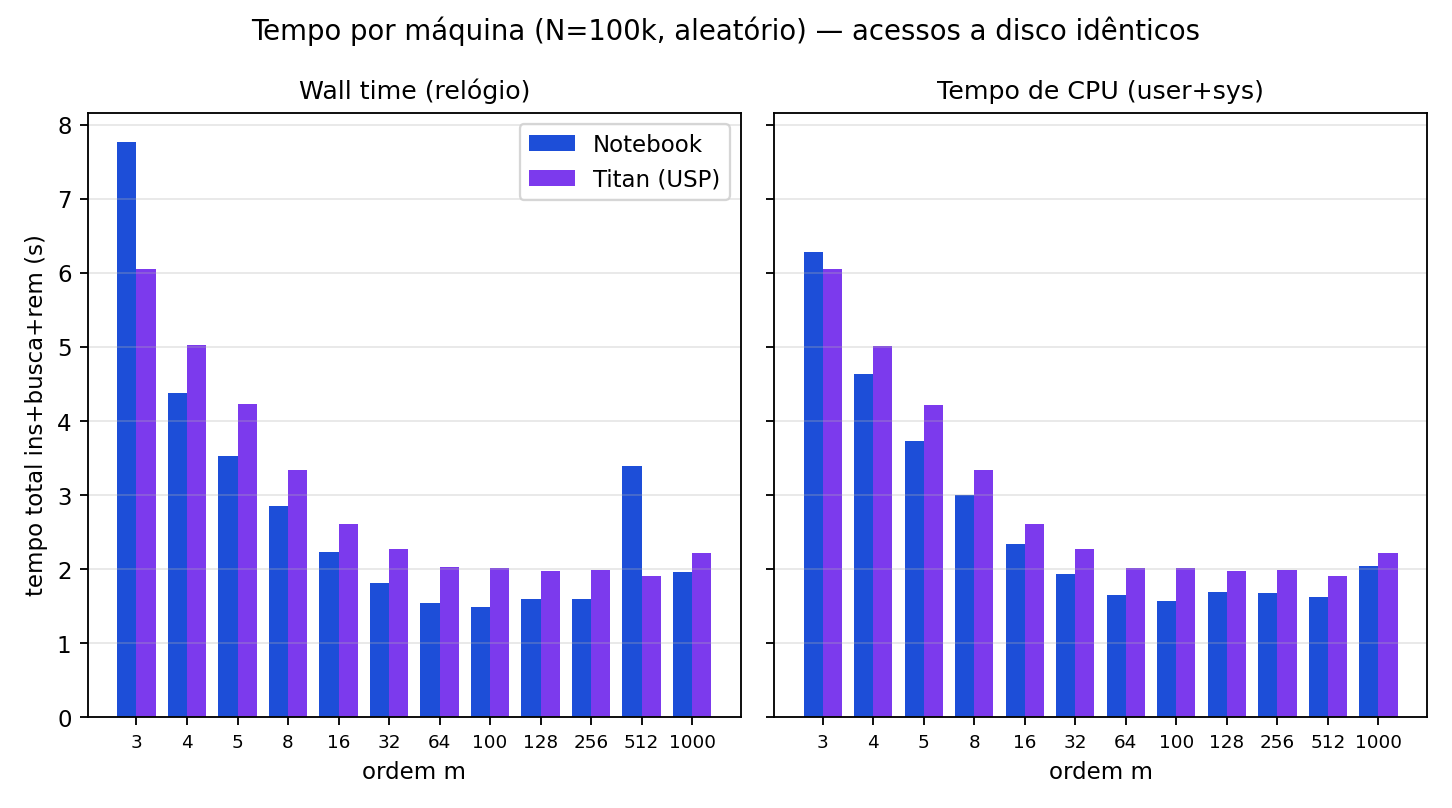 Tempo por máquina (N=100k, aleatório) — acessos a disco idênticos
Wall time (relógio)
Notebook
Titan (USP)
tempo total ins+busca+rem (s)
8
7
6
5
4
3
2
1
0
3 4 5 8 16 32 64 100 128 256 512 1000
ordem m
Tempo de CPU (user+sys)
3 4 5 8 16 32 64 100 128 256 512 1000
ordem m